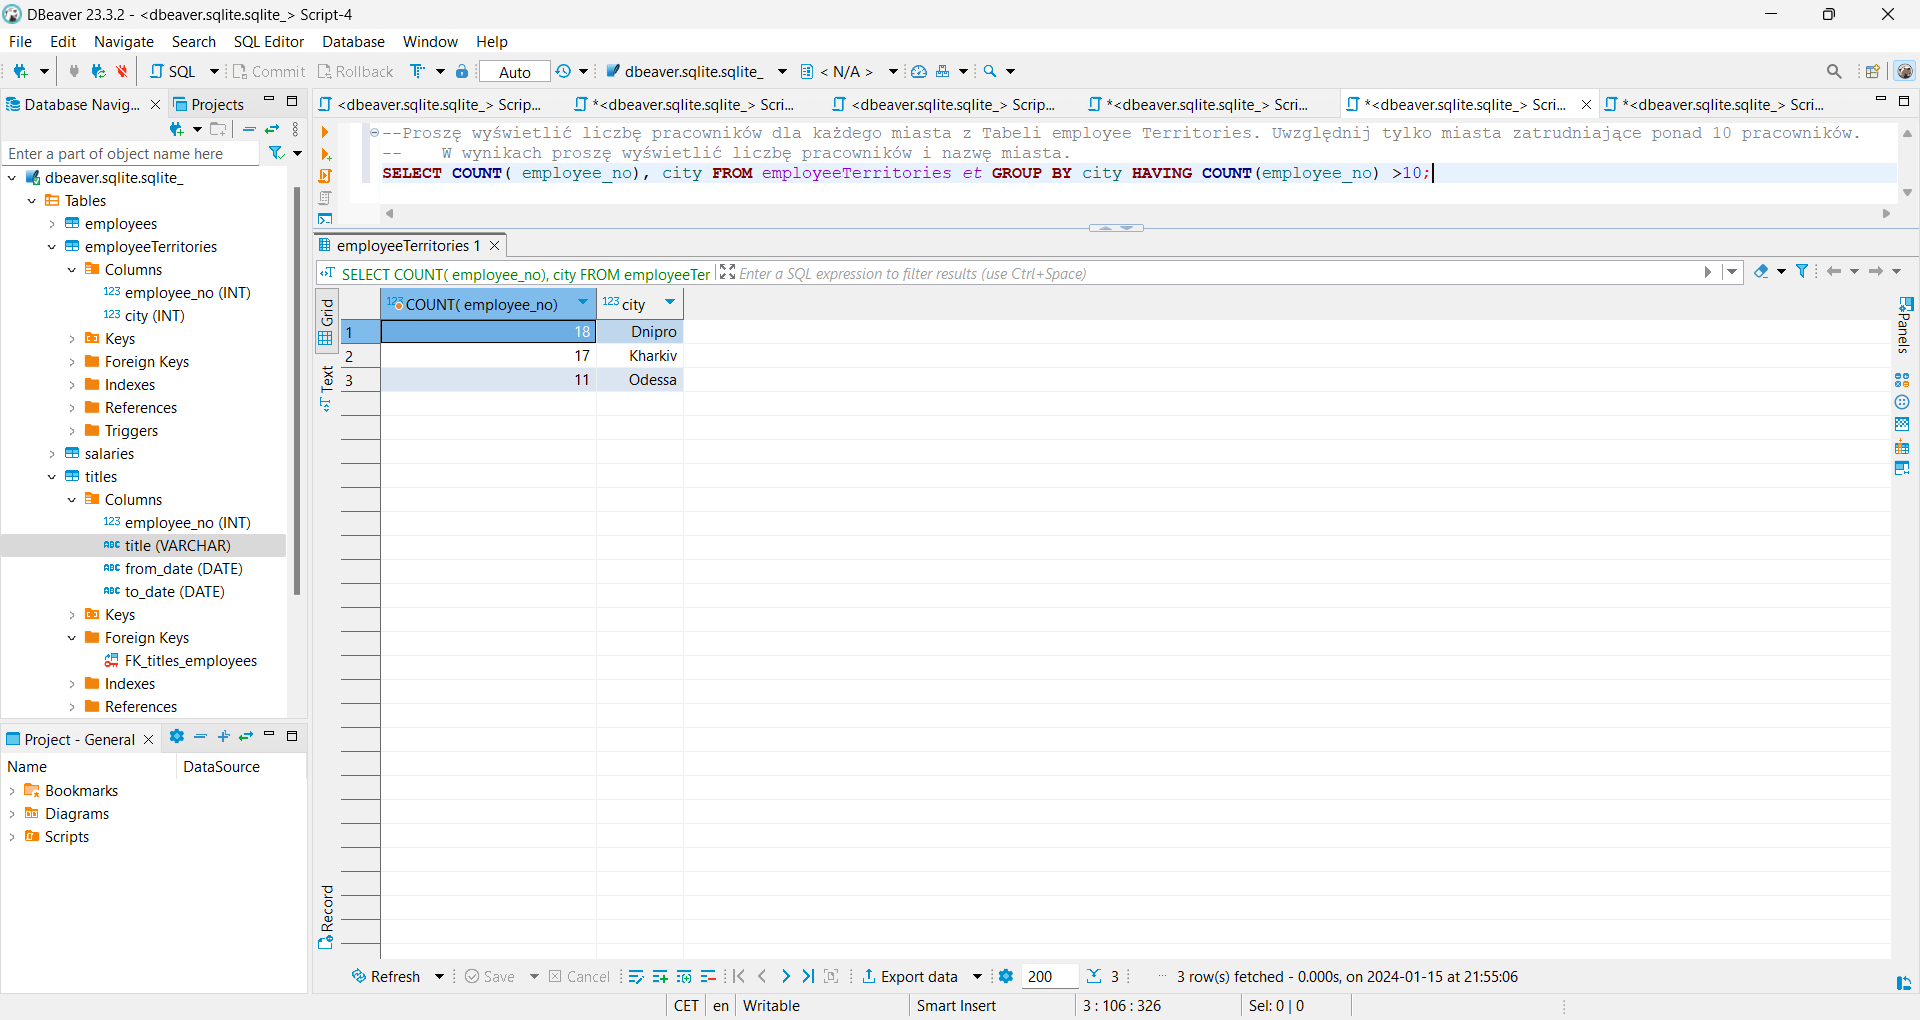 DBeaver 23.3.2 - <dbeaver.sqlite.sqlite_> Script-4
File Edit Navigate Search SQL Editor Database Window Help
SQL Commit Rollback Auto dbeaver.sqlite.sqlite_ < N/A >
Database Navig... Projects
<dbeaver.sqlite.sqlite_> Scrip... *<dbeaver.sqlite.sqlite_> Scri... <dbeaver.sqlite.sqlite_> Scrip... *<dbeaver.sqlite.sqlite_> Scri... *<dbeaver.sqlite.sqlite_> Scri... *<dbeaver.sqlite.sqlite_> Scri...
Enter a part of object name here
dbeaver.sqlite.sqlite_
Tables
employees
employeeTerritories
Columns
123 employee_no (INT)
123 city (INT)
Keys
Foreign Keys
Indexes
References
Triggers
salaries
titles
Columns
123 employee_no (INT)
ABC title (VARCHAR)
ABC from_date (DATE)
ABC to_date (DATE)
Keys
Foreign Keys
FK_titles_employees
Indexes
References
Project - General
Name DataSource
Bookmarks
Diagrams
Scripts
--Proszę wyświetlić liczbę pracowników dla każdego miasta z Tabeli employee Territories. Uwzględnij tylko miasta zatrudniające ponad 10 pracowników.
-- W wynikach proszę wyświetlić liczbę pracowników i nazwę miasta.
SELECT COUNT( employee_no), city FROM employeeTerritories et GROUP BY city HAVING COUNT(employee_no) >10;
employeeTerritories 1
SELECT COUNT( employee_no), city FROM employeeTer Enter a SQL expression to filter results (use Ctrl+Space)
Grid
Text
Record
Panels
123 COUNT( employee_no) 123 city
1 18 Dnipro
2 17 Kharkiv
3 11 Odessa
Refresh Save Cancel Export data 200 3 ... 3 row(s) fetched - 0.000s, on 2024-01-15 at 21:55:06
CET en Writable Smart Insert 3 : 106 : 326 Sel: 0 | 0